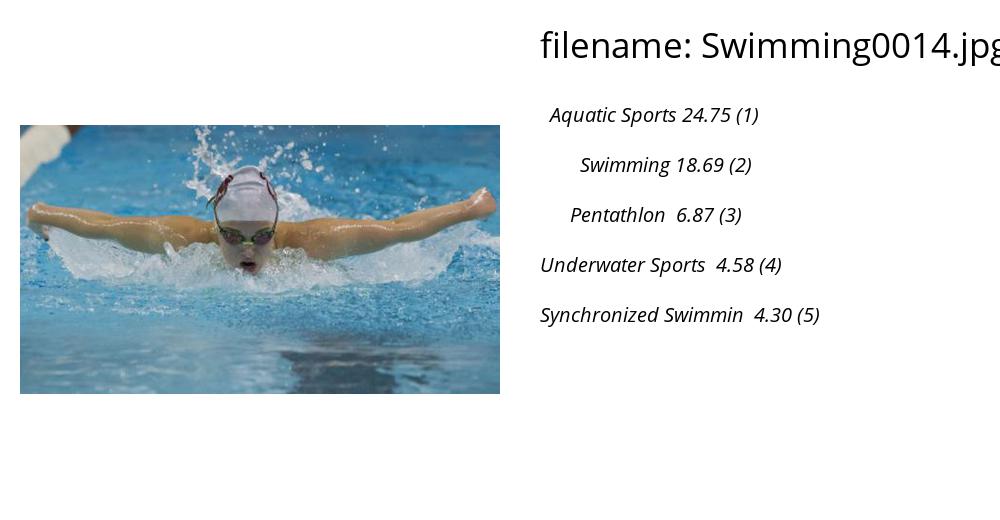 filename: Swimming0014.jpg
Aquatic Sports 24.75 (1)
Swimming 18.69 (2)
Pentathlon 6.87 (3)
Underwater Sports 4.58 (4)
Synchronized Swimmin 4.30 (5)